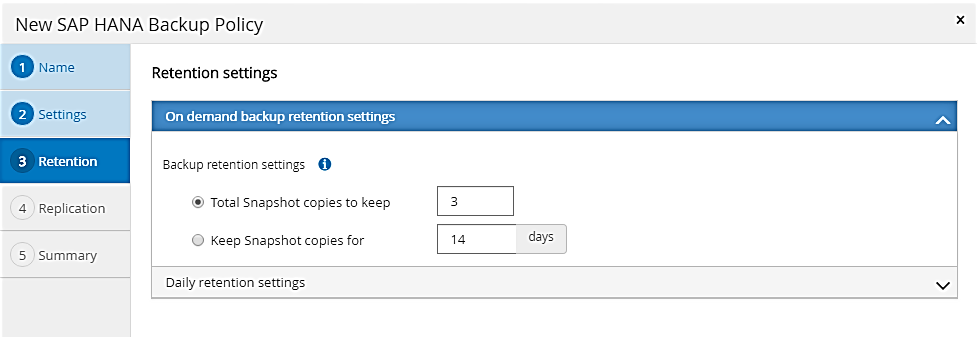 New SAP HANA Backup Policy
x
1 Name
2 Settings
3 Retention
4 Replication
5 Summary
Retention settings
On demand backup retention settings
Backup retention settings i
Total Snapshot copies to keep 3
Keep Snapshot copies for 14 days
Daily retention settings